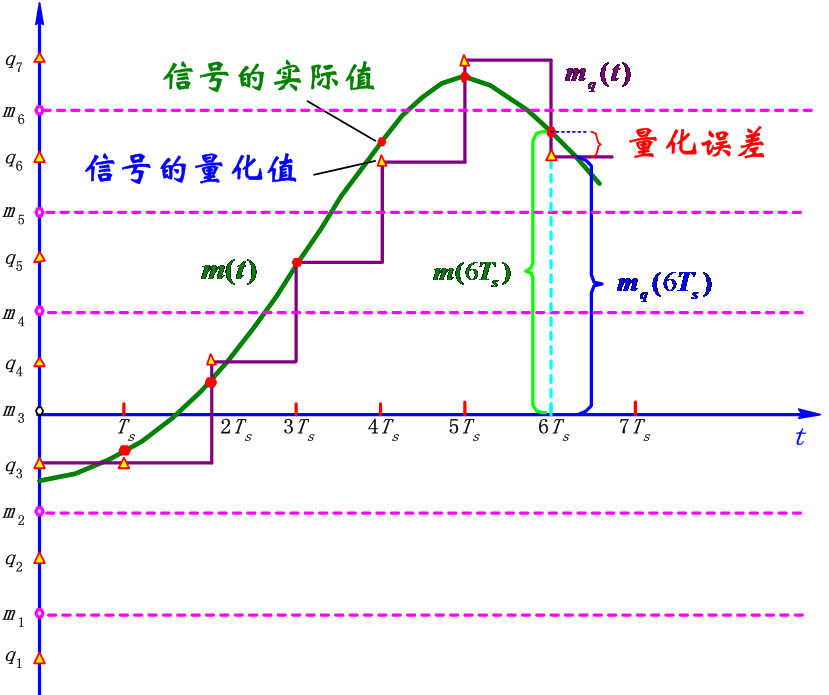 q₇
m_q(t)
信号的实际值
m₆
量化误差
q₆
信号的量化值
m₅
q₅
m(t)
m(6Tₛ)
m_q(6Tₛ)
m₄
q₄
m₃
Tₛ 2Tₛ 3Tₛ 4Tₛ 5Tₛ 6Tₛ 7Tₛ
t
q₃
m₂
q₂
m₁
q₁